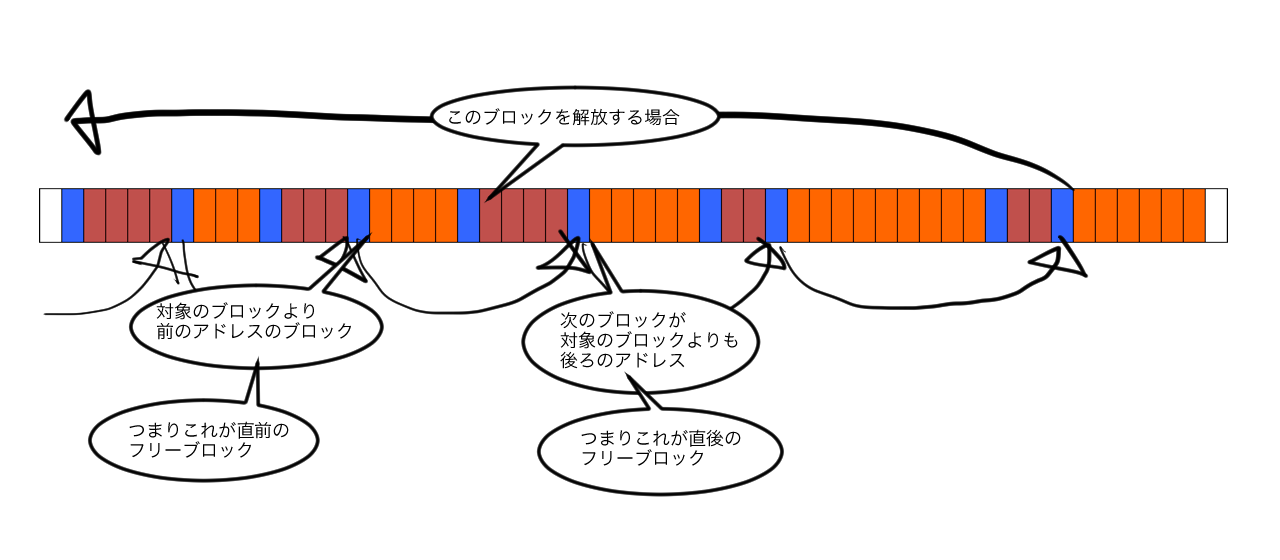 このブロックを解放する場合
対象のブロックより
前のアドレスのブロック
次のブロックが
対象のブロックよりも
後ろのアドレス
つまりこれが直前の
フリーブロック
つまりこれが直後の
フリーブロック